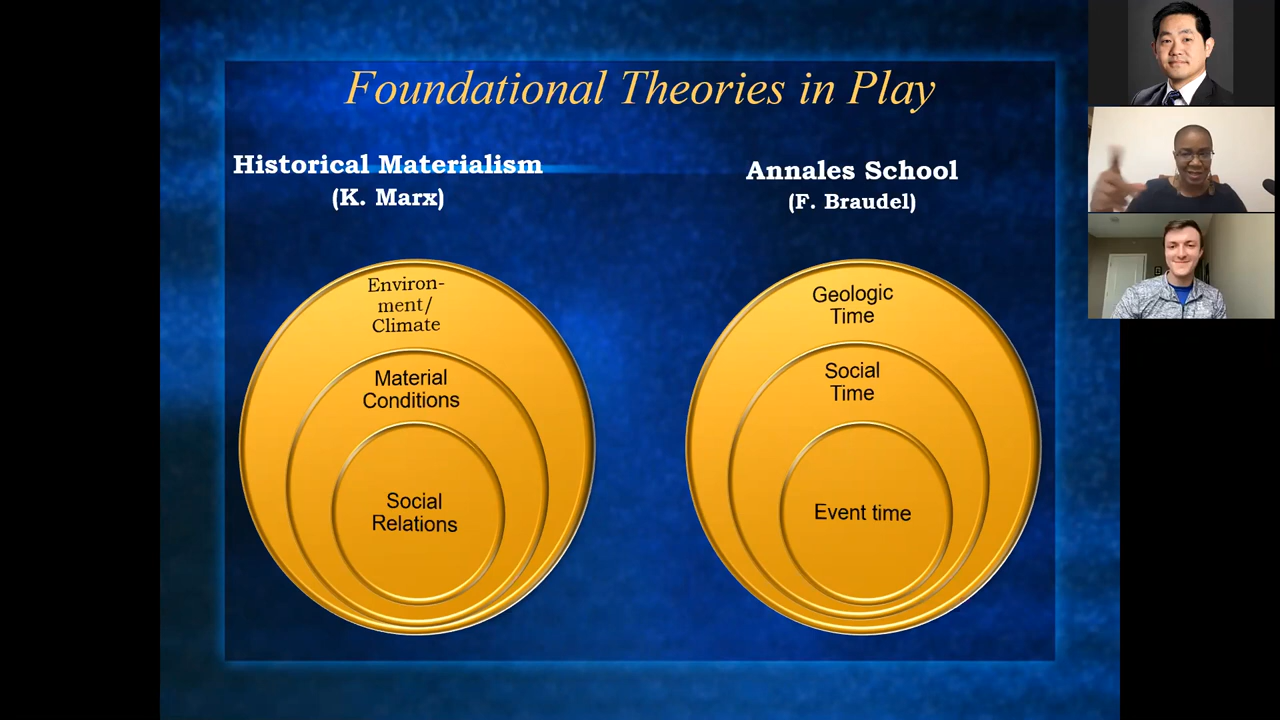 Foundational Theories in Play
Historical Materialism
(K. Marx)
Environ-
ment/
Climate
Material
Conditions
Social
Relations
Annales School
(F. Braudel)
Geologic
Time
Social
Time
Event time